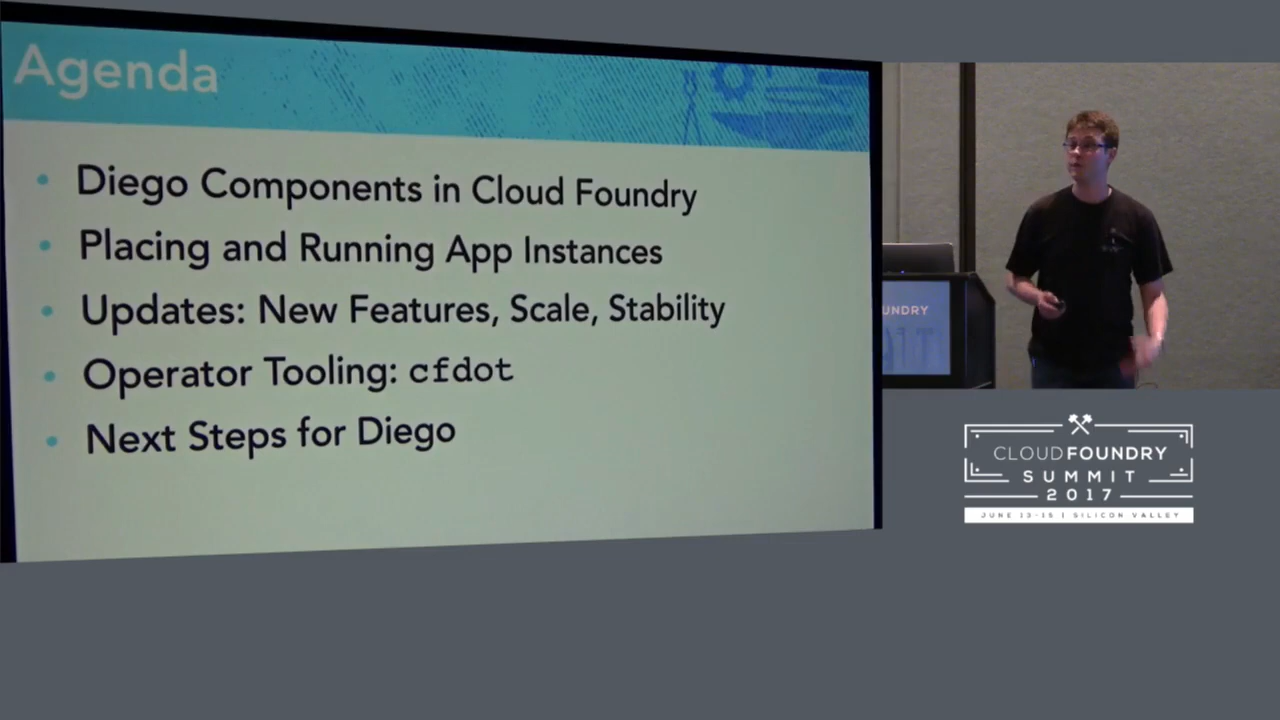 Agenda
• Diego Components in Cloud Foundry
• Placing and Running App Instances
• Updates: New Features, Scale, Stability
• Operator Tooling: cfdot
• Next Steps for Diego
UNDRY
CLOUDFOUNDRY
SUMMIT
2017
JUNE 13-15 | SILICON VALLEY